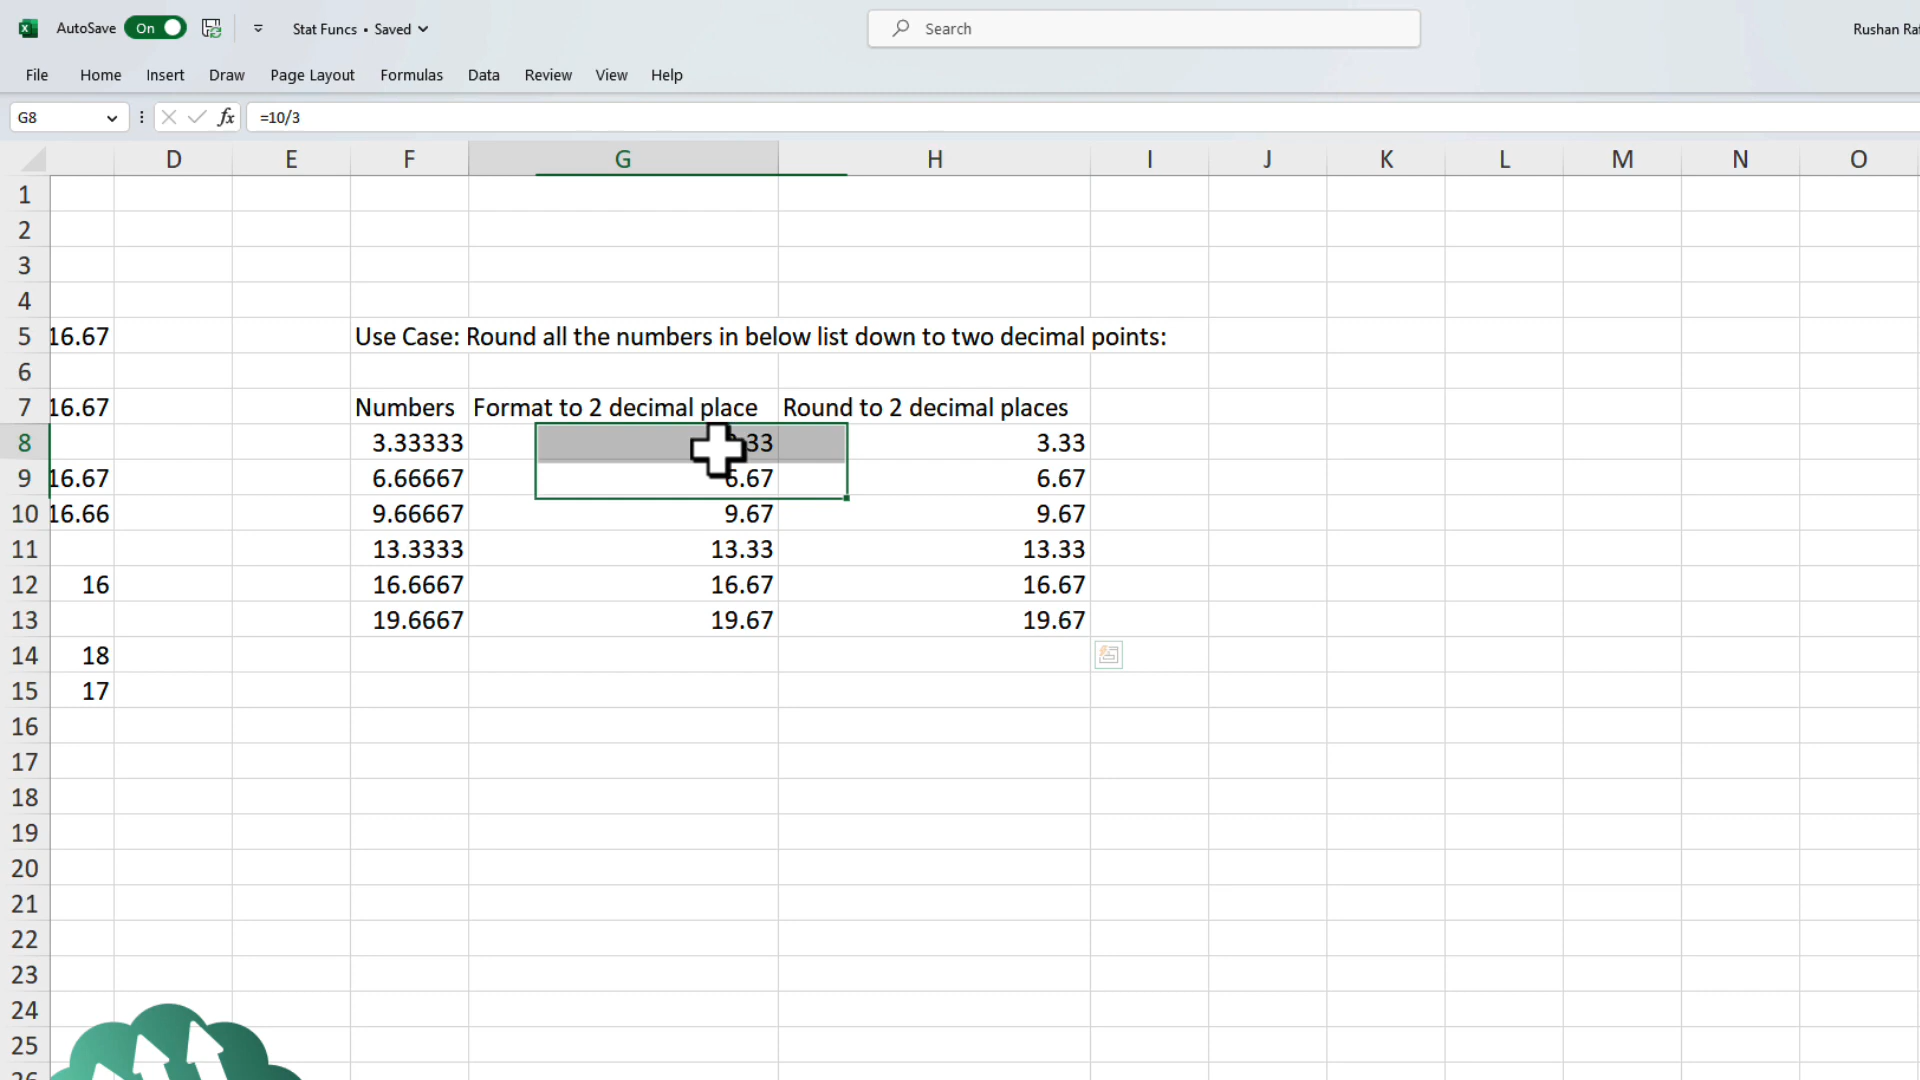 AutoSave On Stat Funcs • Saved Search Rushan
File Home Insert Draw Page Layout Formulas Data Review View Help
G8 fx =10/3
D E F G H I J K L M N O
1
2
3
4
5 16.67 Use Case: Round all the numbers in below list down to two decimal points:
6
7 16.67 Numbers Format to 2 decimal place Round to 2 decimal places
8 3.33333 .33 3.33
9 16.67 6.66667 6.67 6.67
10 16.66 9.66667 9.67 9.67
11 13.3333 13.33 13.33
12 16 16.6667 16.67 16.67
13 19.6667 19.67 19.67
14 18
15 17
16
17
18
19
20
21
22
23
24
25